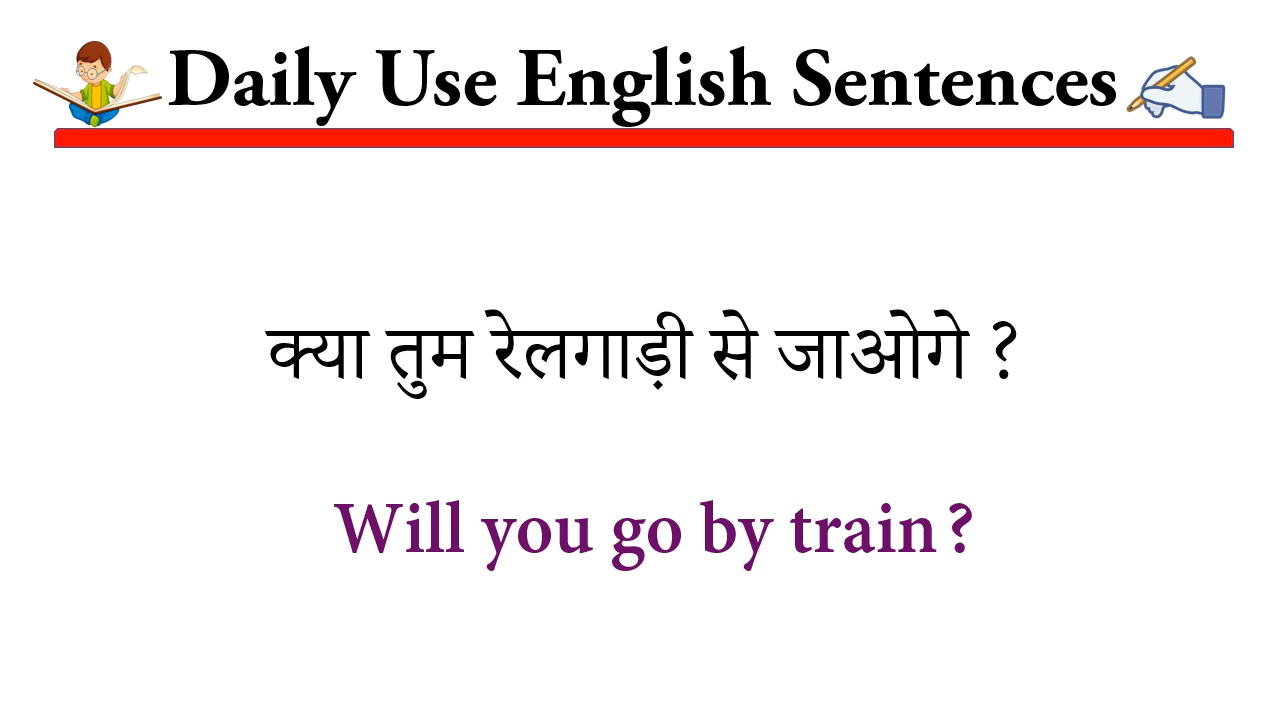 Daily Use English Sentences
क्या तुम रेलगाड़ी से जाओगे ?
Will you go by train ?